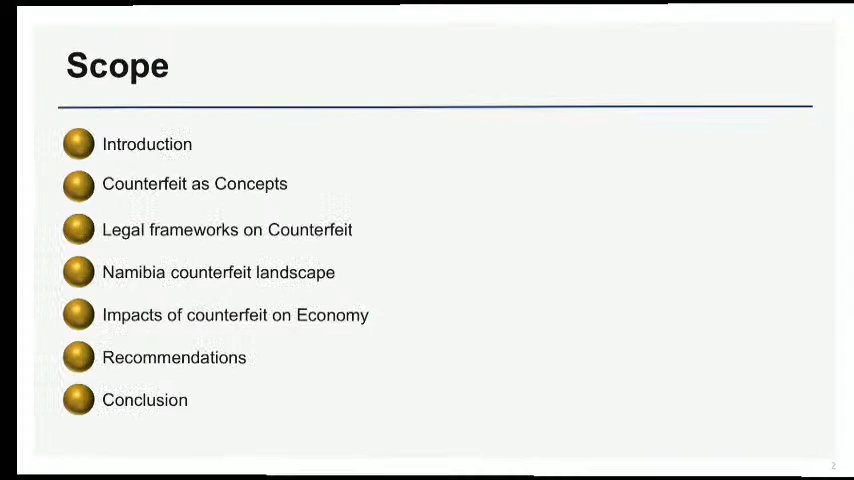 Scope
Introduction
Counterfeit as Concepts
Legal frameworks on Counterfeit
Namibia counterfeit landscape
Impacts of counterfeit on Economy
Recommendations
Conclusion
2